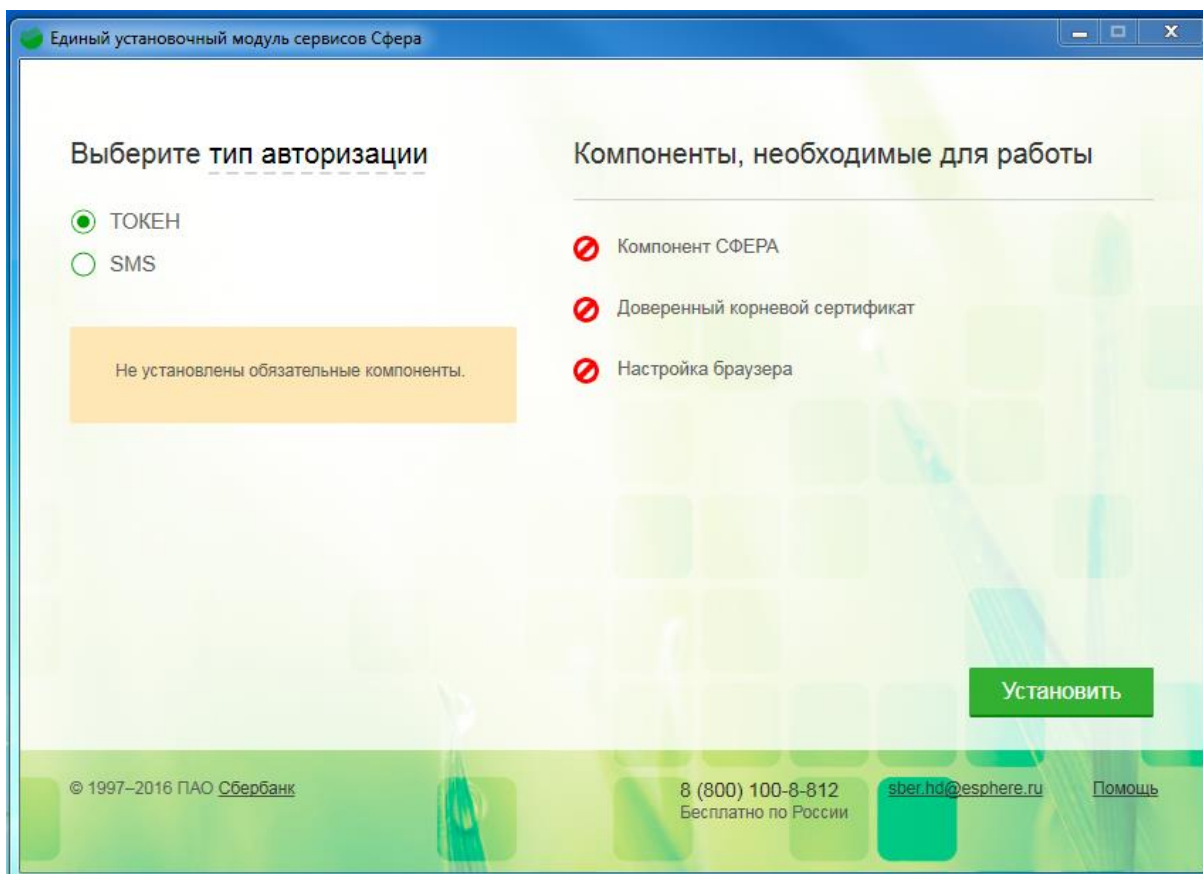 Единый установочный модуль сервисов Сфера
Выберите тип авторизации
ТОКЕН
SMS
Не установлены обязательные компоненты.
Компоненты, необходимые для работы
Компонент СФЕРА
Доверенный корневой сертификат
Настройка браузера
Установить
© 1997–2016 ПАО Сбербанк
8 (800) 100-8-812
Бесплатно по России
sber.hd@esphere.ru
Помощь